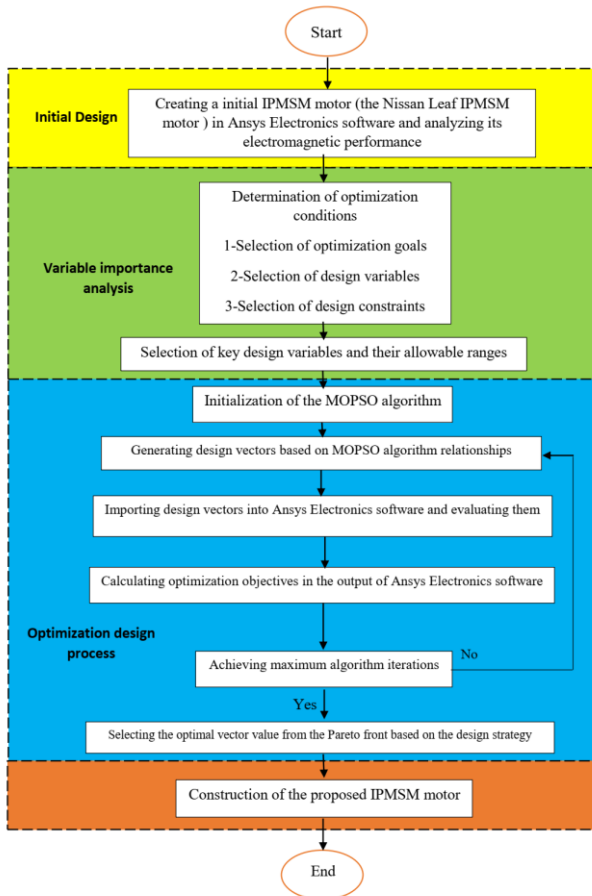 Start
Initial Design
Creating a initial IPMSM motor (the Nissan Leaf IPMSM
motor ) in Ansys Electronics software and analyzing its
electromagnetic performance
Variable importance
analysis
Determination of optimization
conditions
1-Selection of optimization goals
2-Selection of design variables
3-Selection of design constraints
Selection of key design variables and their allowable ranges
Optimization design
process
Initialization of the MOPSO algorithm
Generating design vectors based on MOPSO algorithm relationships
Importing design vectors into Ansys Electronics software and evaluating them
Calculating optimization objectives in the output of Ansys Electronics software
Achieving maximum algorithm iterations
No
Yes
Selecting the optimal vector value from the Pareto front based on the design strategy
Construction of the proposed IPMSM motor
End